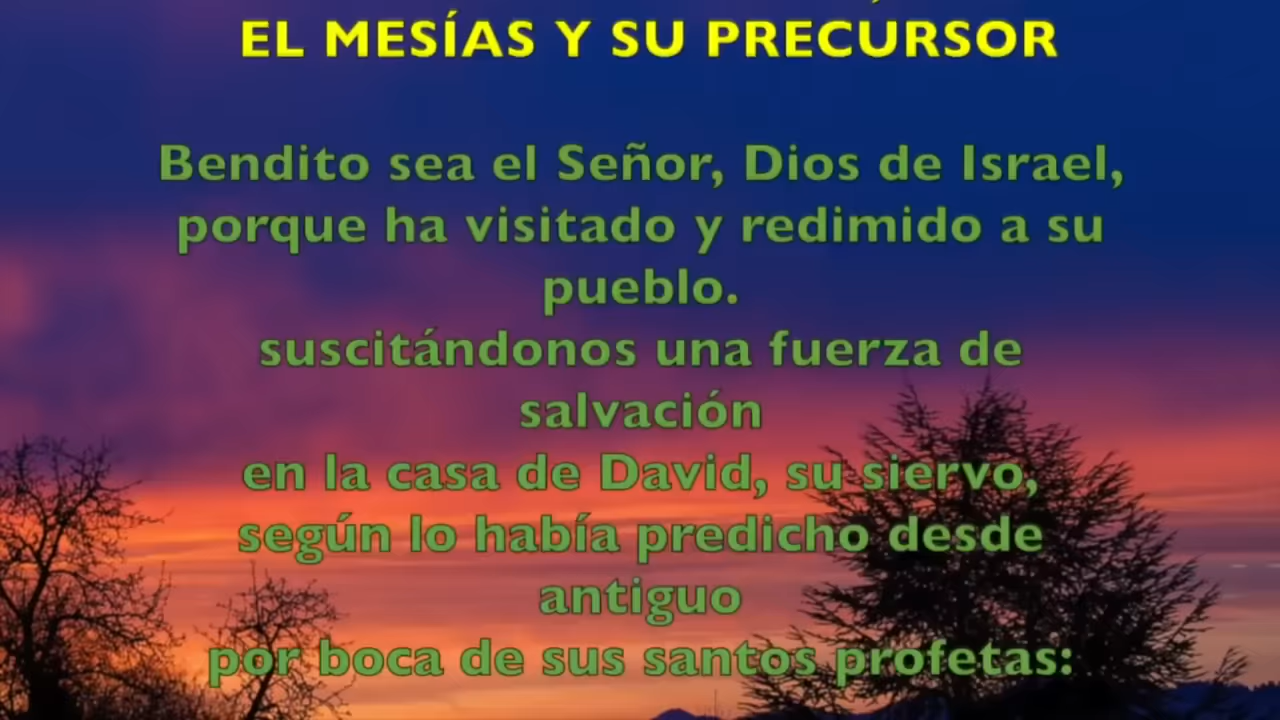 EL MESÍAS Y SU PRECURSOR
Bendito sea el Señor, Dios de Israel,
porque ha visitado y redimido a su
pueblo.
suscitándonos una fuerza de
salvación
en la casa de David, su siervo,
según lo había predicho desde
antiguo
por boca de sus santos profetas: